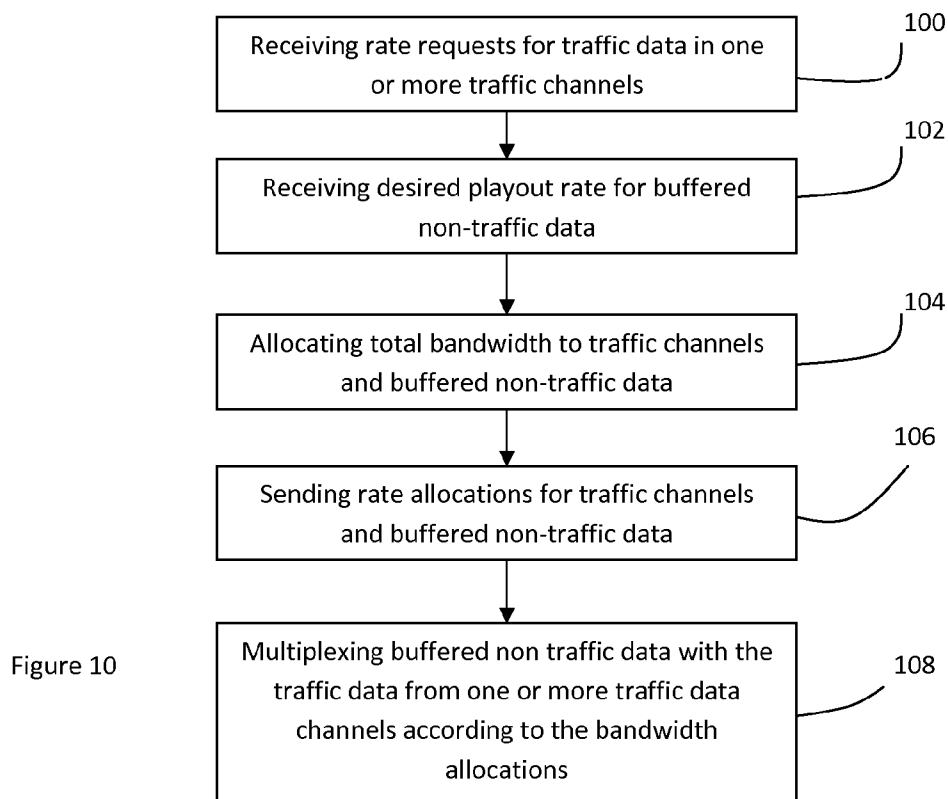 Receiving rate requests for traffic data in one
or more traffic channels
100
Receiving desired playout rate for buffered
non-traffic data
102
Allocating total bandwidth to traffic channels
and buffered non-traffic data
104
Sending rate allocations for traffic channels
and buffered non-traffic data
106
Multiplexing buffered non traffic data with the
traffic data from one or more traffic data
channels according to the bandwidth
allocations
108
Figure 10